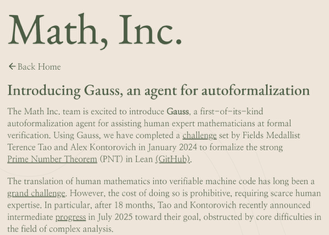 Math, Inc.
←Back Home
Introducing Gauss, an agent for autoformalization
The Math Inc. team is excited to introduce Gauss, a first-of-its-kind
autoformalization agent for assisting human expert mathematicians at formal
verification. Using Gauss, we have completed a challenge set by Fields Medallist
Terence Tao and Alex Kontorovich in January 2024 to formalize the strong
Prime Number Theorem (PNT) in Lean (GitHub).
The translation of human mathematics into verifiable machine code has long been a
grand challenge. However, the cost of doing so is prohibitive, requiring scarce human
expertise. In particular, after 18 months, Tao and Kontorovich recently announced
intermediate progress in July 2025 toward their goal, obstructed by core difficulties in
the field of complex analysis.